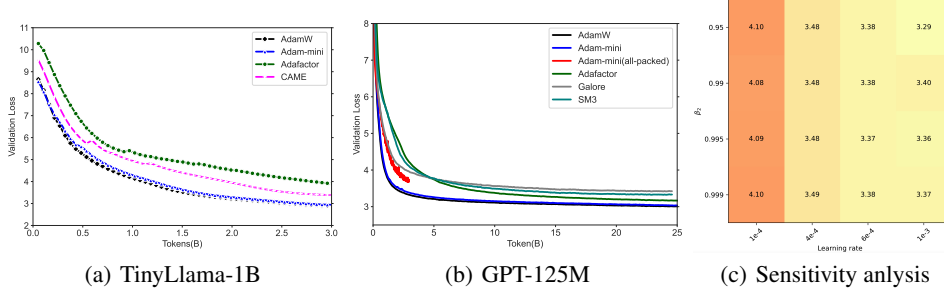 11
10
9
8
7
6
5
4
3
2
Validation Loss
0.0 0.5 1.0 1.5 2.0 2.5 3.0
Tokens(B)
AdamW
Adam-mini
Adafactor
CAME
(a) TinyLlama-1B
8
7
6
5
4
3
Validation Loss
0 5 10 15 20 25
Token(B)
AdamW
Adam-mini
Adam-mini(all-packed)
Adafactor
Galore
SM3
(b) GPT-125M
β2
0.95 4.10 3.48 3.38 3.29
0.99 4.08 3.48 3.38 3.40
0.995 4.09 3.48 3.37 3.36
0.999 4.10 3.49 3.38 3.37
1e-4 4e-4 6e-4 1e-3
Learning rate
(c) Sensitivity anlysis